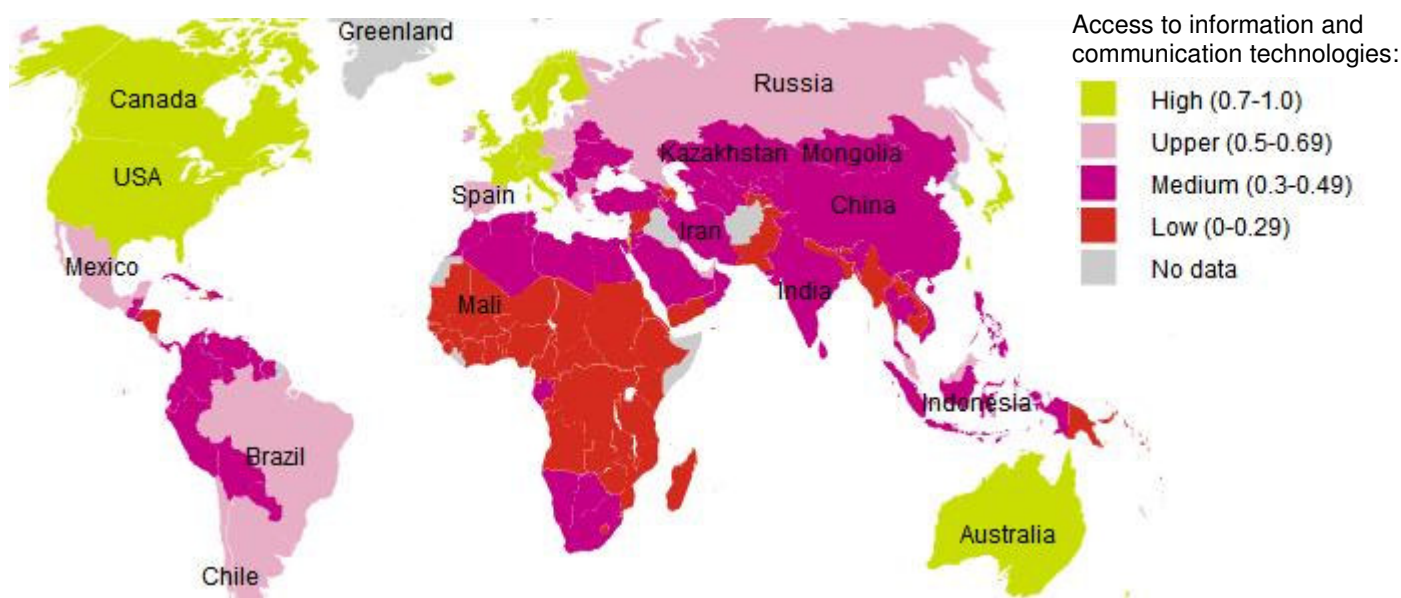 Greenland
Canada
USA
Mexico
Brazil
Chile
Spain
Mali
Russia
Kazakhstan
Mongolia
China
Iran
India
Indonesia
Australia
Access to information and
communication technologies:
High (0.7-1.0)
Upper (0.5-0.69)
Medium (0.3-0.49)
Low (0-0.29)
No data